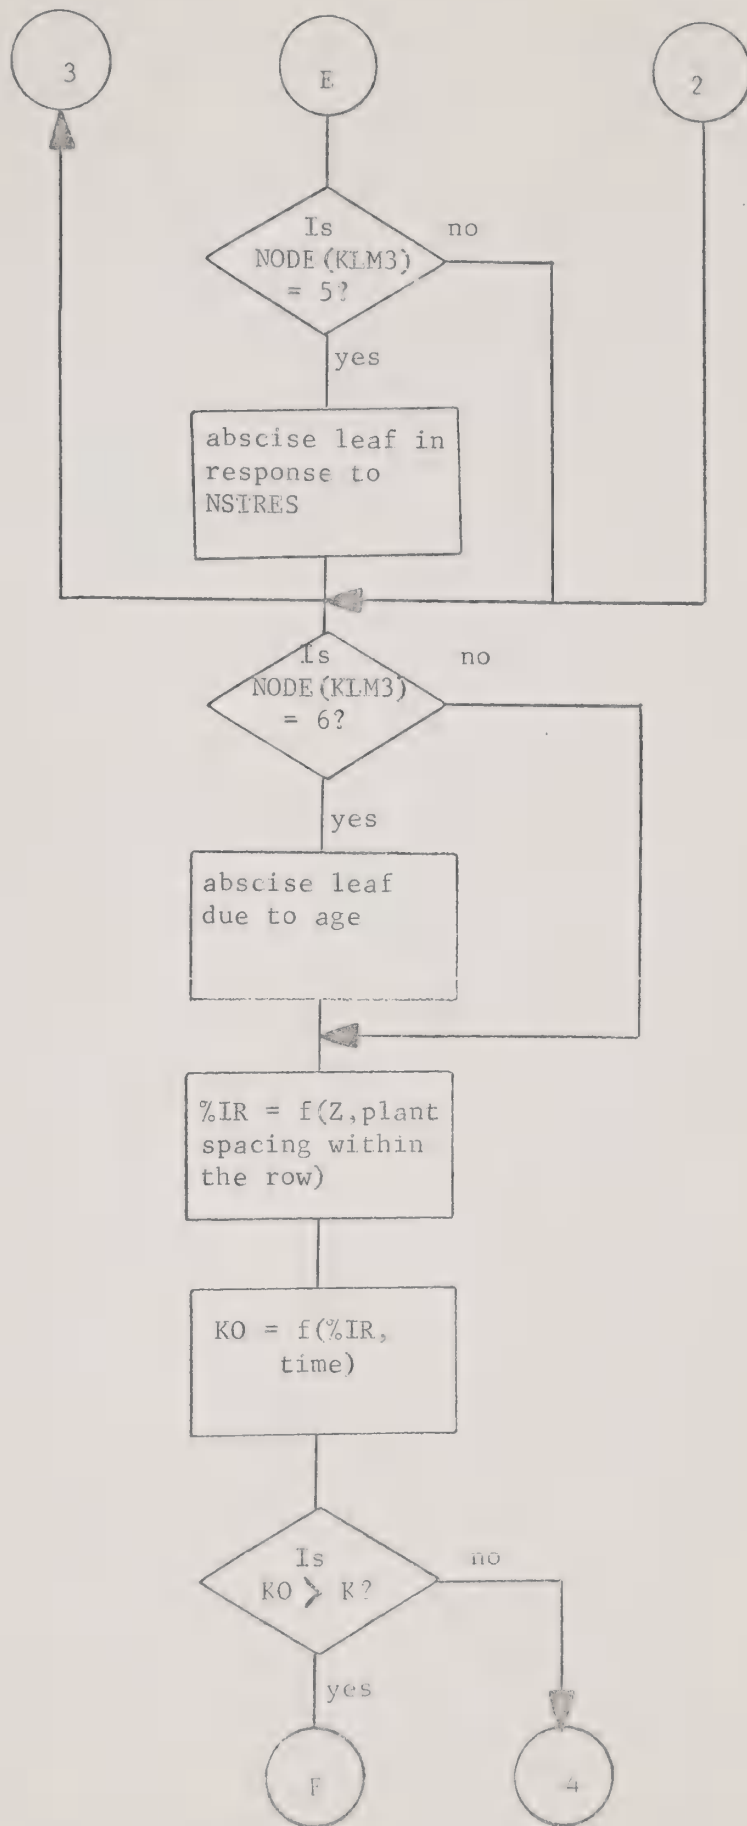 3
E
2
Is
NODE(KLM3)
= 5?
no
yes
abscise leaf in
response to
NSTRES
Is
NODE(KLM3)
= 6?
no
yes
abscise leaf
due to age
%IR = f(Z,plant
spacing within
the row)
KO = f(%IR,
time)
Is
KO > K?
no
yes
F
4